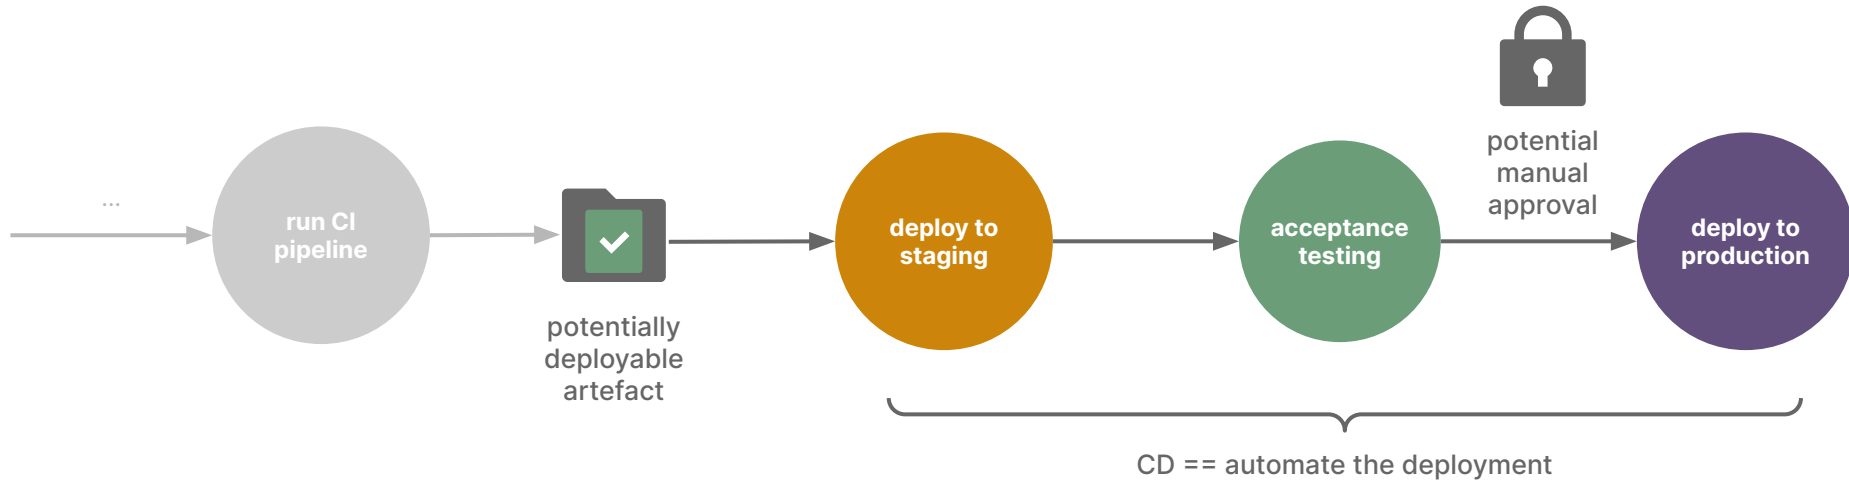 ...
run CI
pipeline
potentially
deployable
artefact
deploy to
staging
acceptance
testing
potential
manual
approval
deploy to
production
CD == automate the deployment